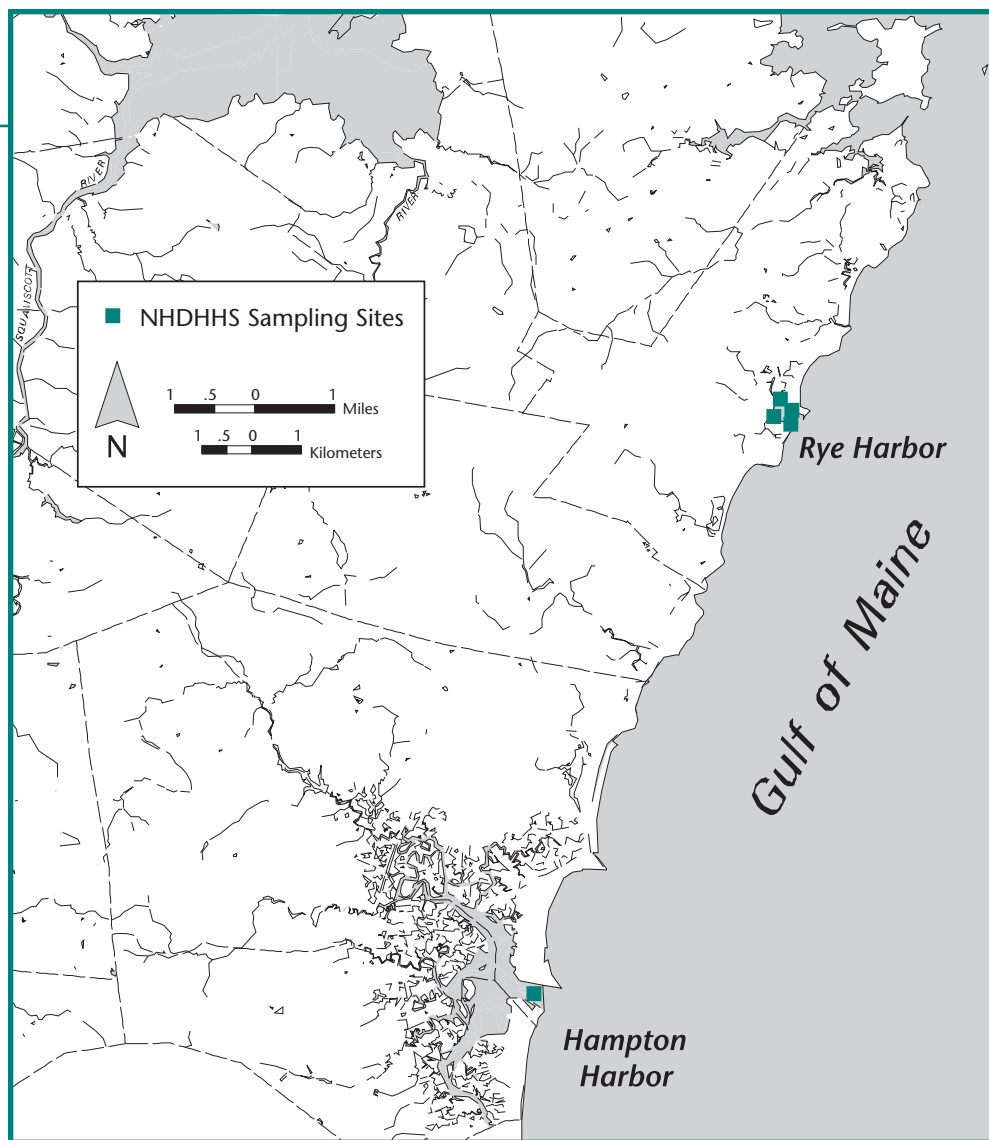 RIVER
RIVER
SQUAMSCOTT
NHDHHS Sampling Sites
1 .5 0 1
Miles
1 .5 0 1
Kilometers
N
Rye Harbor
Gulf of Maine
Hampton
Harbor